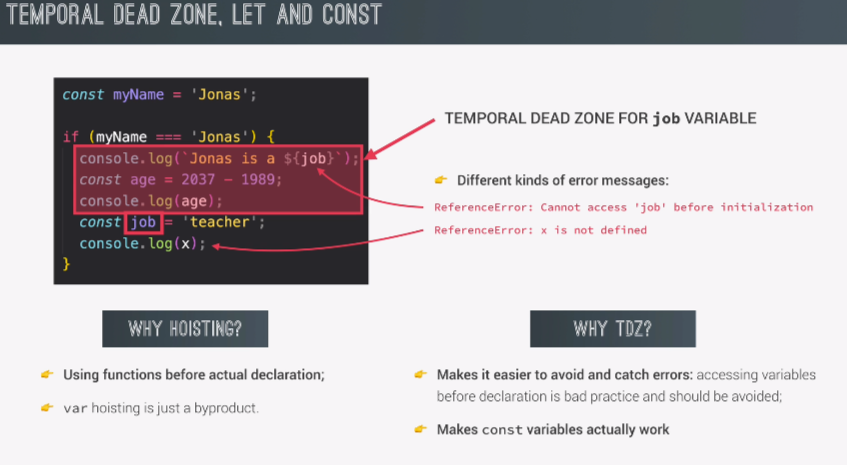 TEMPORAL DEAD ZONE, LET AND CONST
const myName = 'Jonas';
if (myName === 'Jonas') {
console.log(`Jonas is a ${job}`);
const age = 2037 - 1989;
console.log(age);
const job = 'teacher';
console.log(x);
}
TEMPORAL DEAD ZONE FOR job VARIABLE
👉 Different kinds of error messages:
ReferenceError: Cannot access 'job' before initialization
ReferenceError: x is not defined
WHY HOISTING?
👉 Using functions before actual declaration;
👉 var hoisting is just a byproduct.
WHY TDZ?
👉 Makes it easier to avoid and catch errors: accessing variables
before declaration is bad practice and should be avoided;
👉 Makes const variables actually work